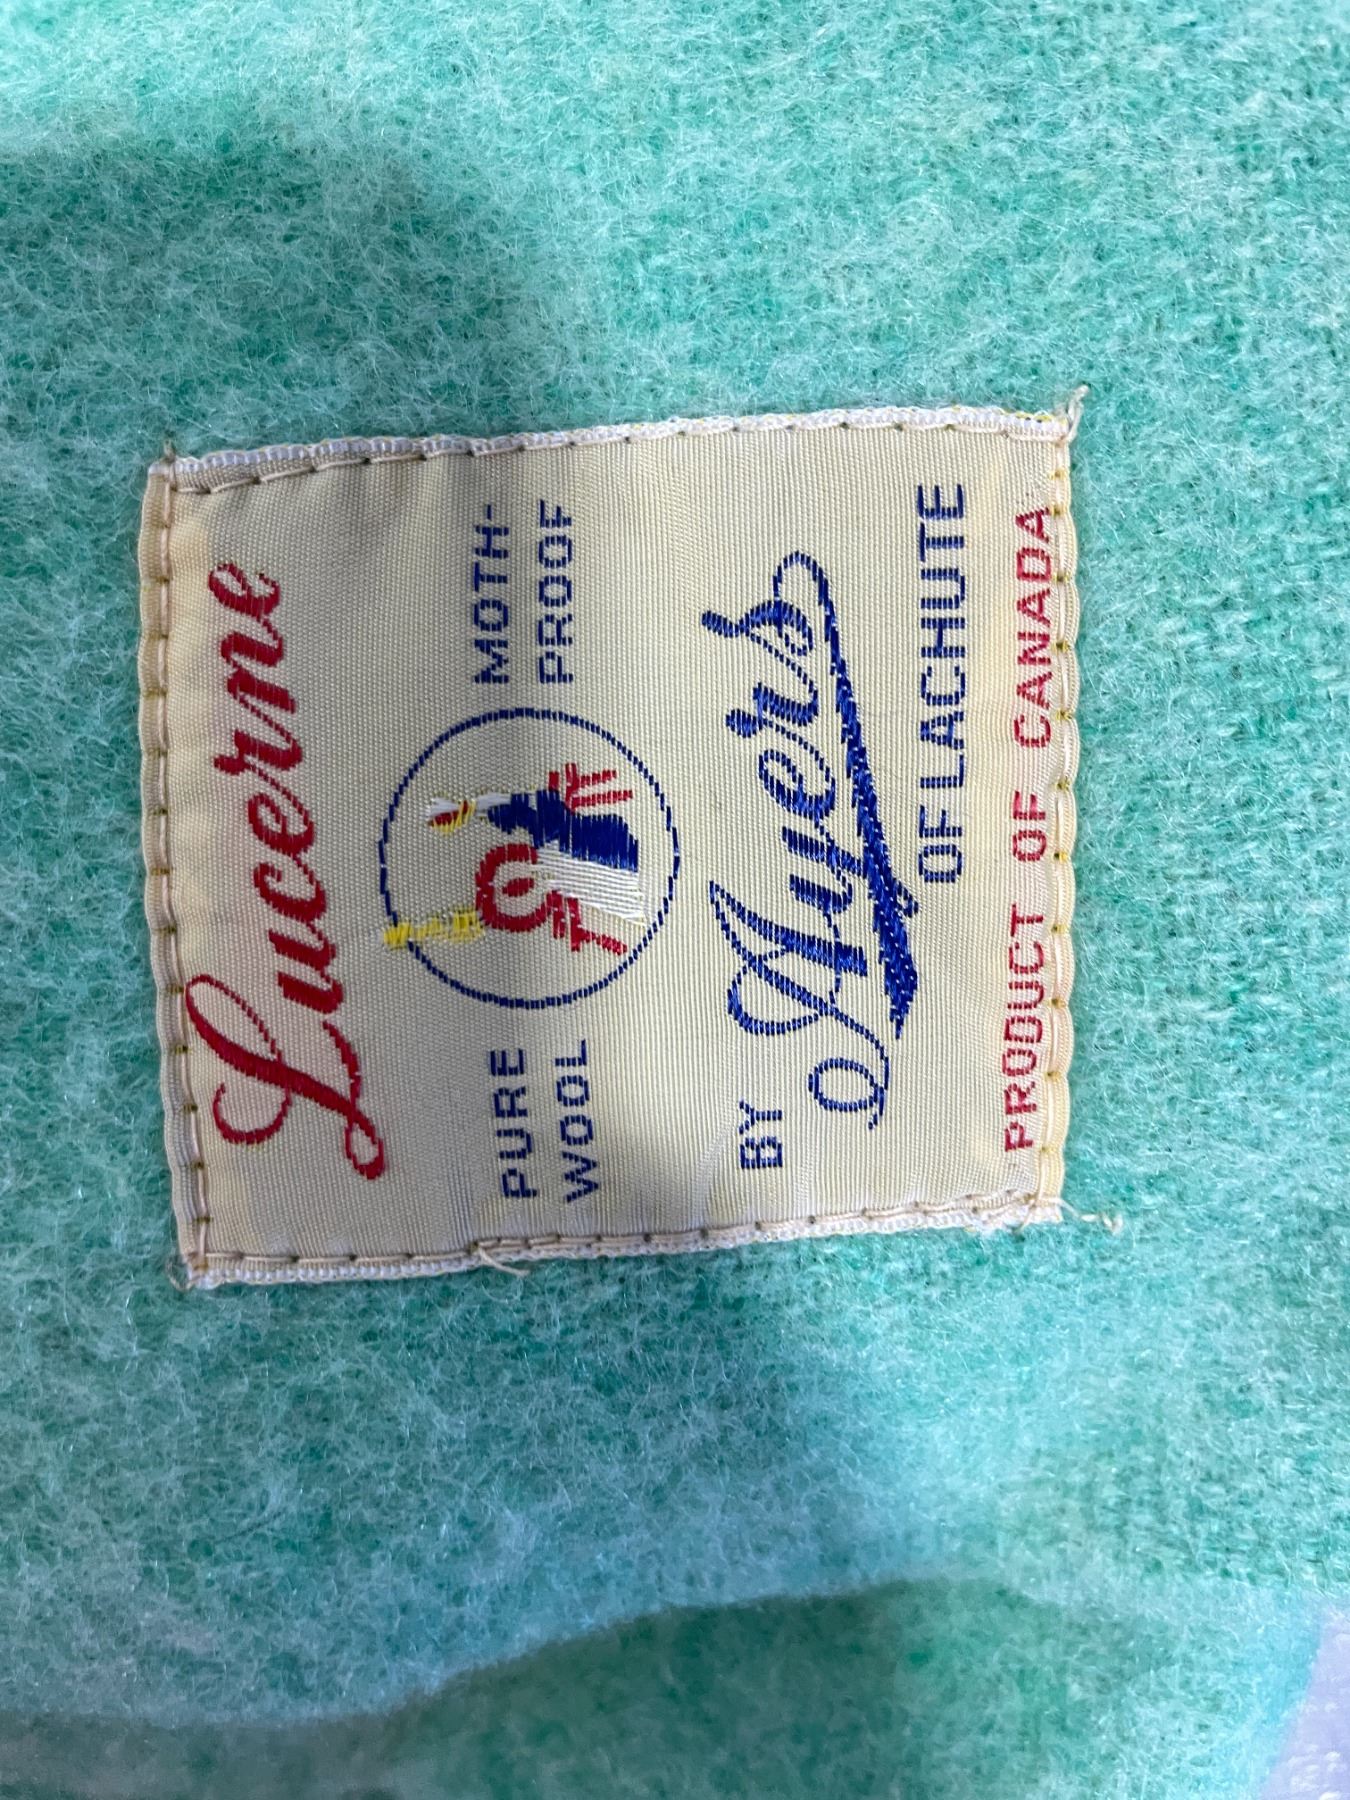 Lucerne
PURE WOOL
MOTH-PROOF
BY Ayers
OF LACHUTE
PRODUCT OF CANADA